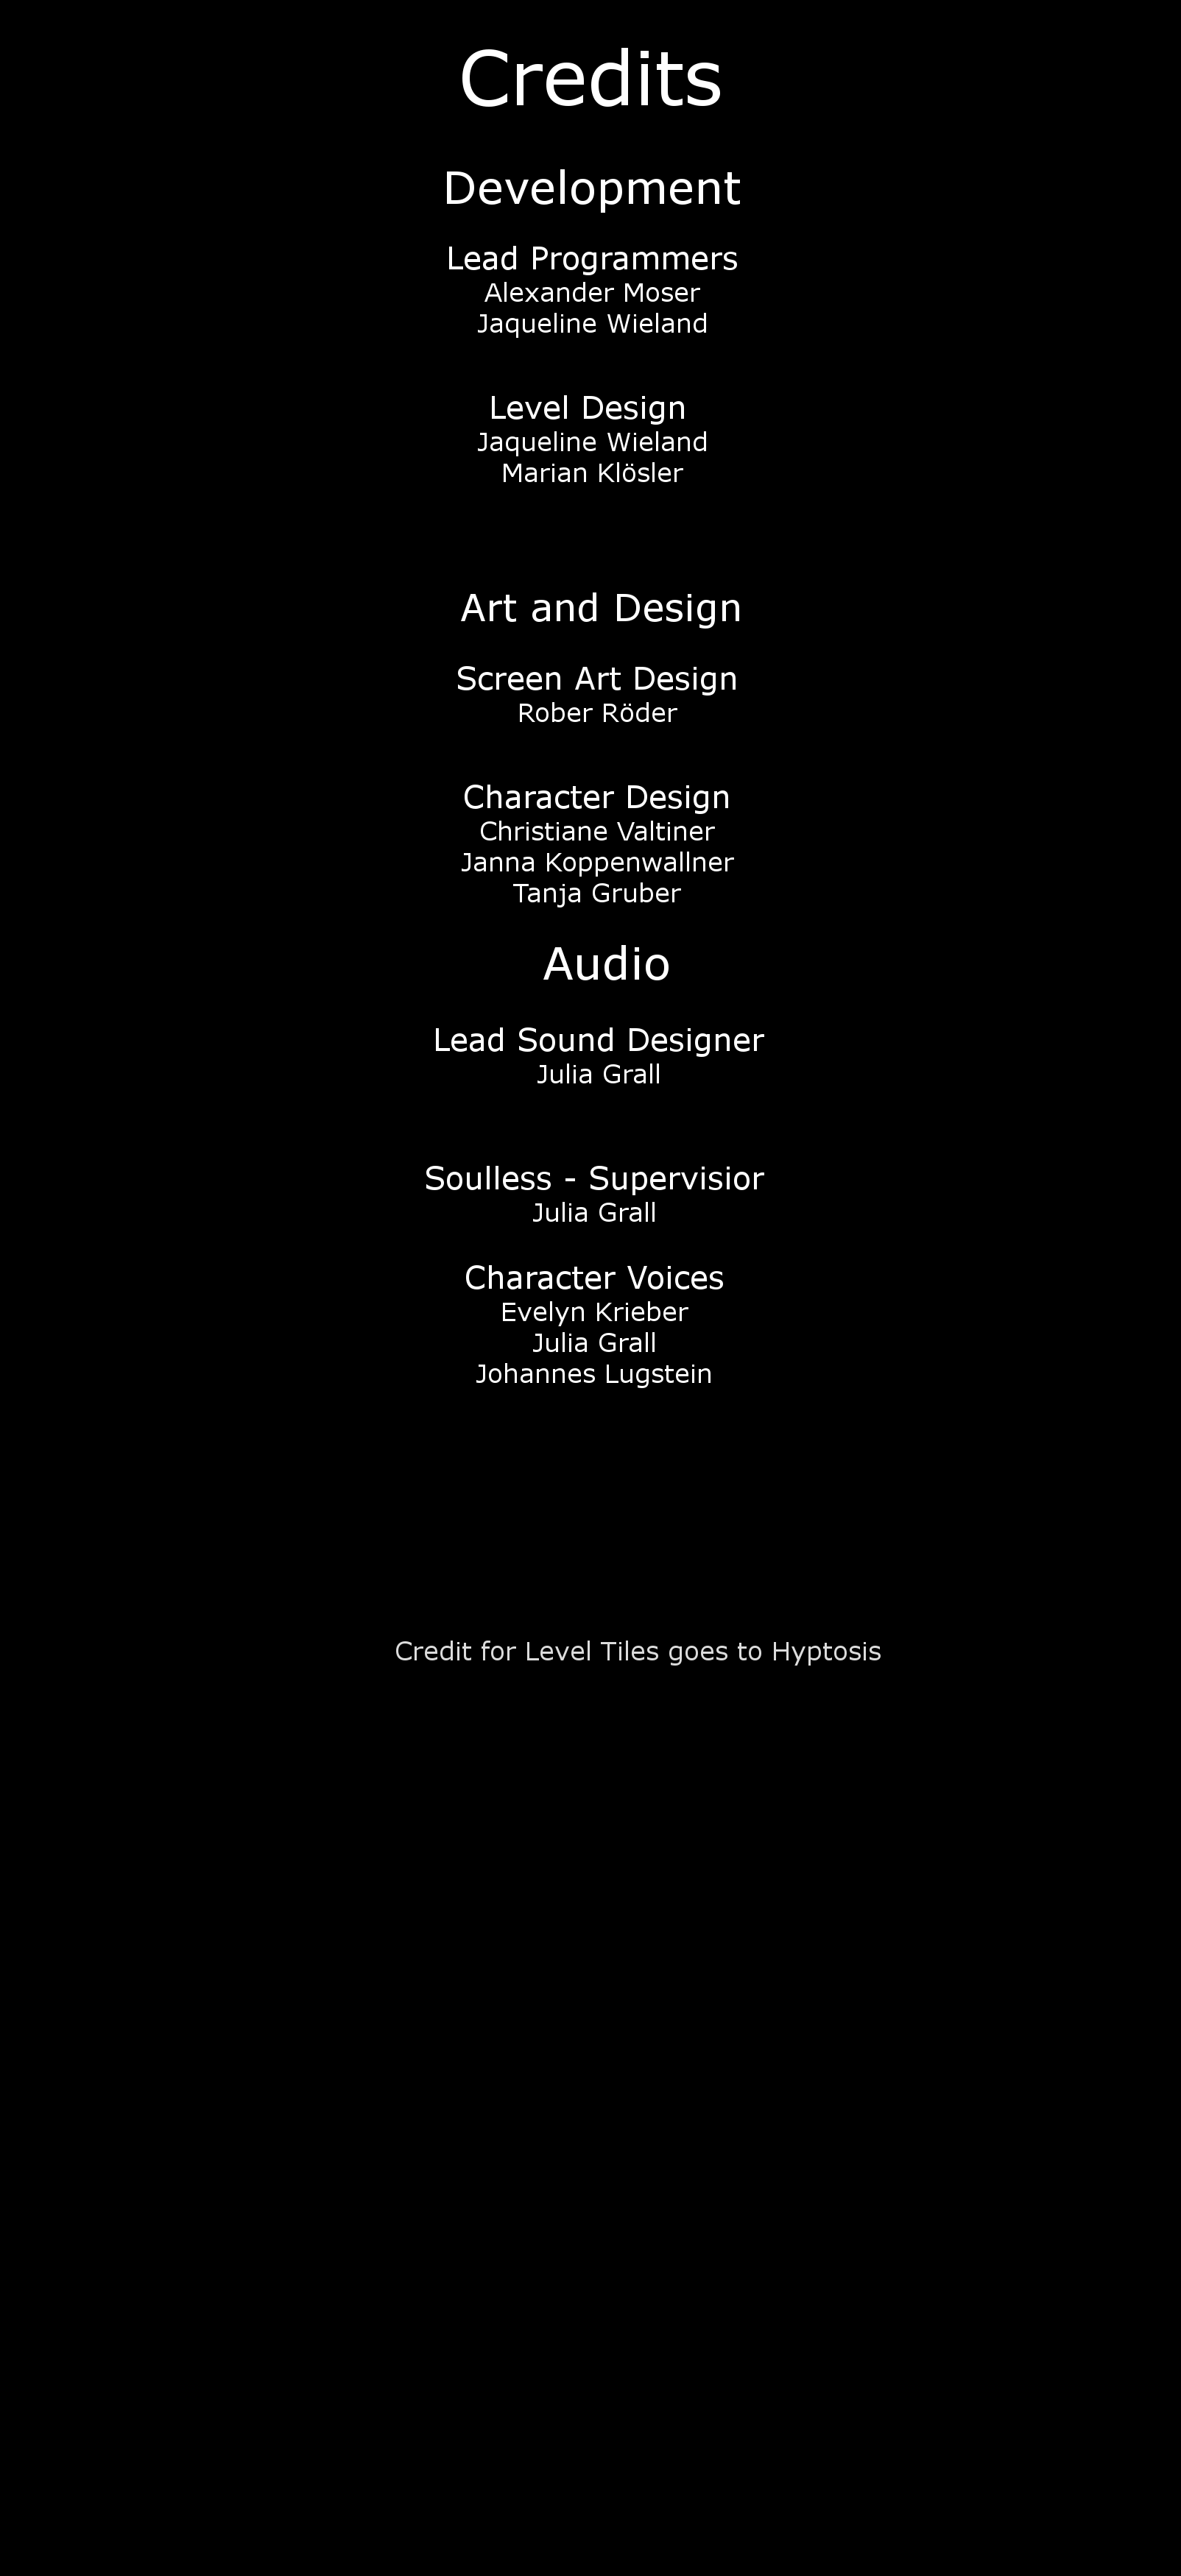 Credits
Development
Lead Programmers
Alexander Moser
Jaqueline Wieland
Level Design
Jaqueline Wieland
Marian Klösler
Art and Design
Screen Art Design
Rober Röder
Character Design
Christiane Valtiner
Janna Koppenwallner
Tanja Gruber
Audio
Lead Sound Designer
Julia Grall
Soulless - Supervisior
Julia Grall
Character Voices
Evelyn Krieber
Julia Grall
Johannes Lugstein
Credit for Level Tiles goes to Hyptosis